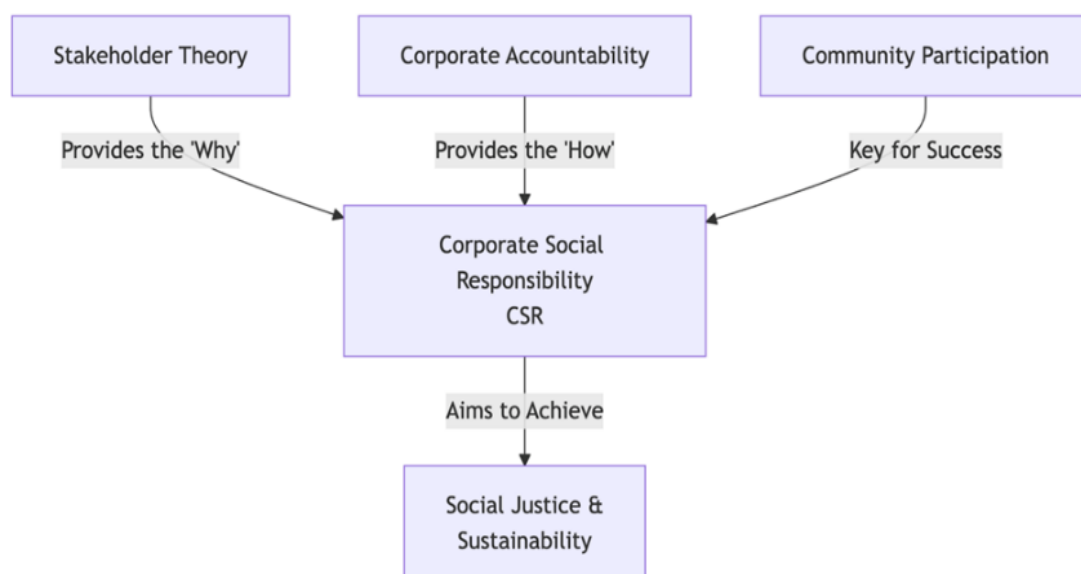 Stakeholder Theory
Corporate Accountability
Community Participation
Provides the 'Why'
Provides the 'How'
Key for Success
Corporate Social
Responsibility
CSR
Aims to Achieve
Social Justice &
Sustainability